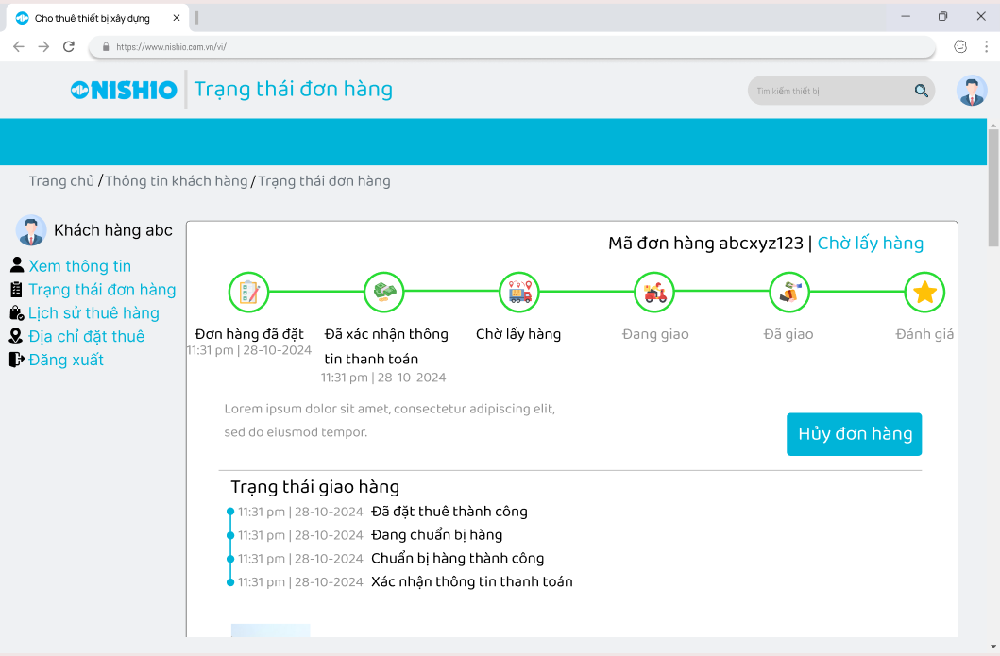 Cho thuê thiết bị xây dựng
https://www.nishio.com.vn/vi/
NISHIO
Trạng thái đơn hàng
Tìm kiếm thiết bị
Trang chủ /Thông tin khách hàng/Trạng thái đơn hàng
Khách hàng abc
Xem thông tin
Trạng thái đơn hàng
Lịch sử thuê hàng
Địa chỉ đặt thuê
Đăng xuất
Mã đơn hàng abcxyz123 | Chờ lấy hàng
Đơn hàng đã đặt
11:31 pm | 28-10-2024
Đã xác nhận thông
tin thanh toán
11:31 pm | 28-10-2024
Chờ lấy hàng
Đang giao
Đã giao
Đánh giá
Lorem ipsum dolor sit amet, consectetur adipiscing elit,
sed do eiusmod tempor.
Hủy đơn hàng
Trạng thái giao hàng
11:31 pm | 28-10-2024 Đã đặt thuê thành công
11:31 pm | 28-10-2024 Đang chuẩn bị hàng
11:31 pm | 28-10-2024 Chuẩn bị hàng thành công
11:31 pm | 28-10-2024 Xác nhận thông tin thanh toán